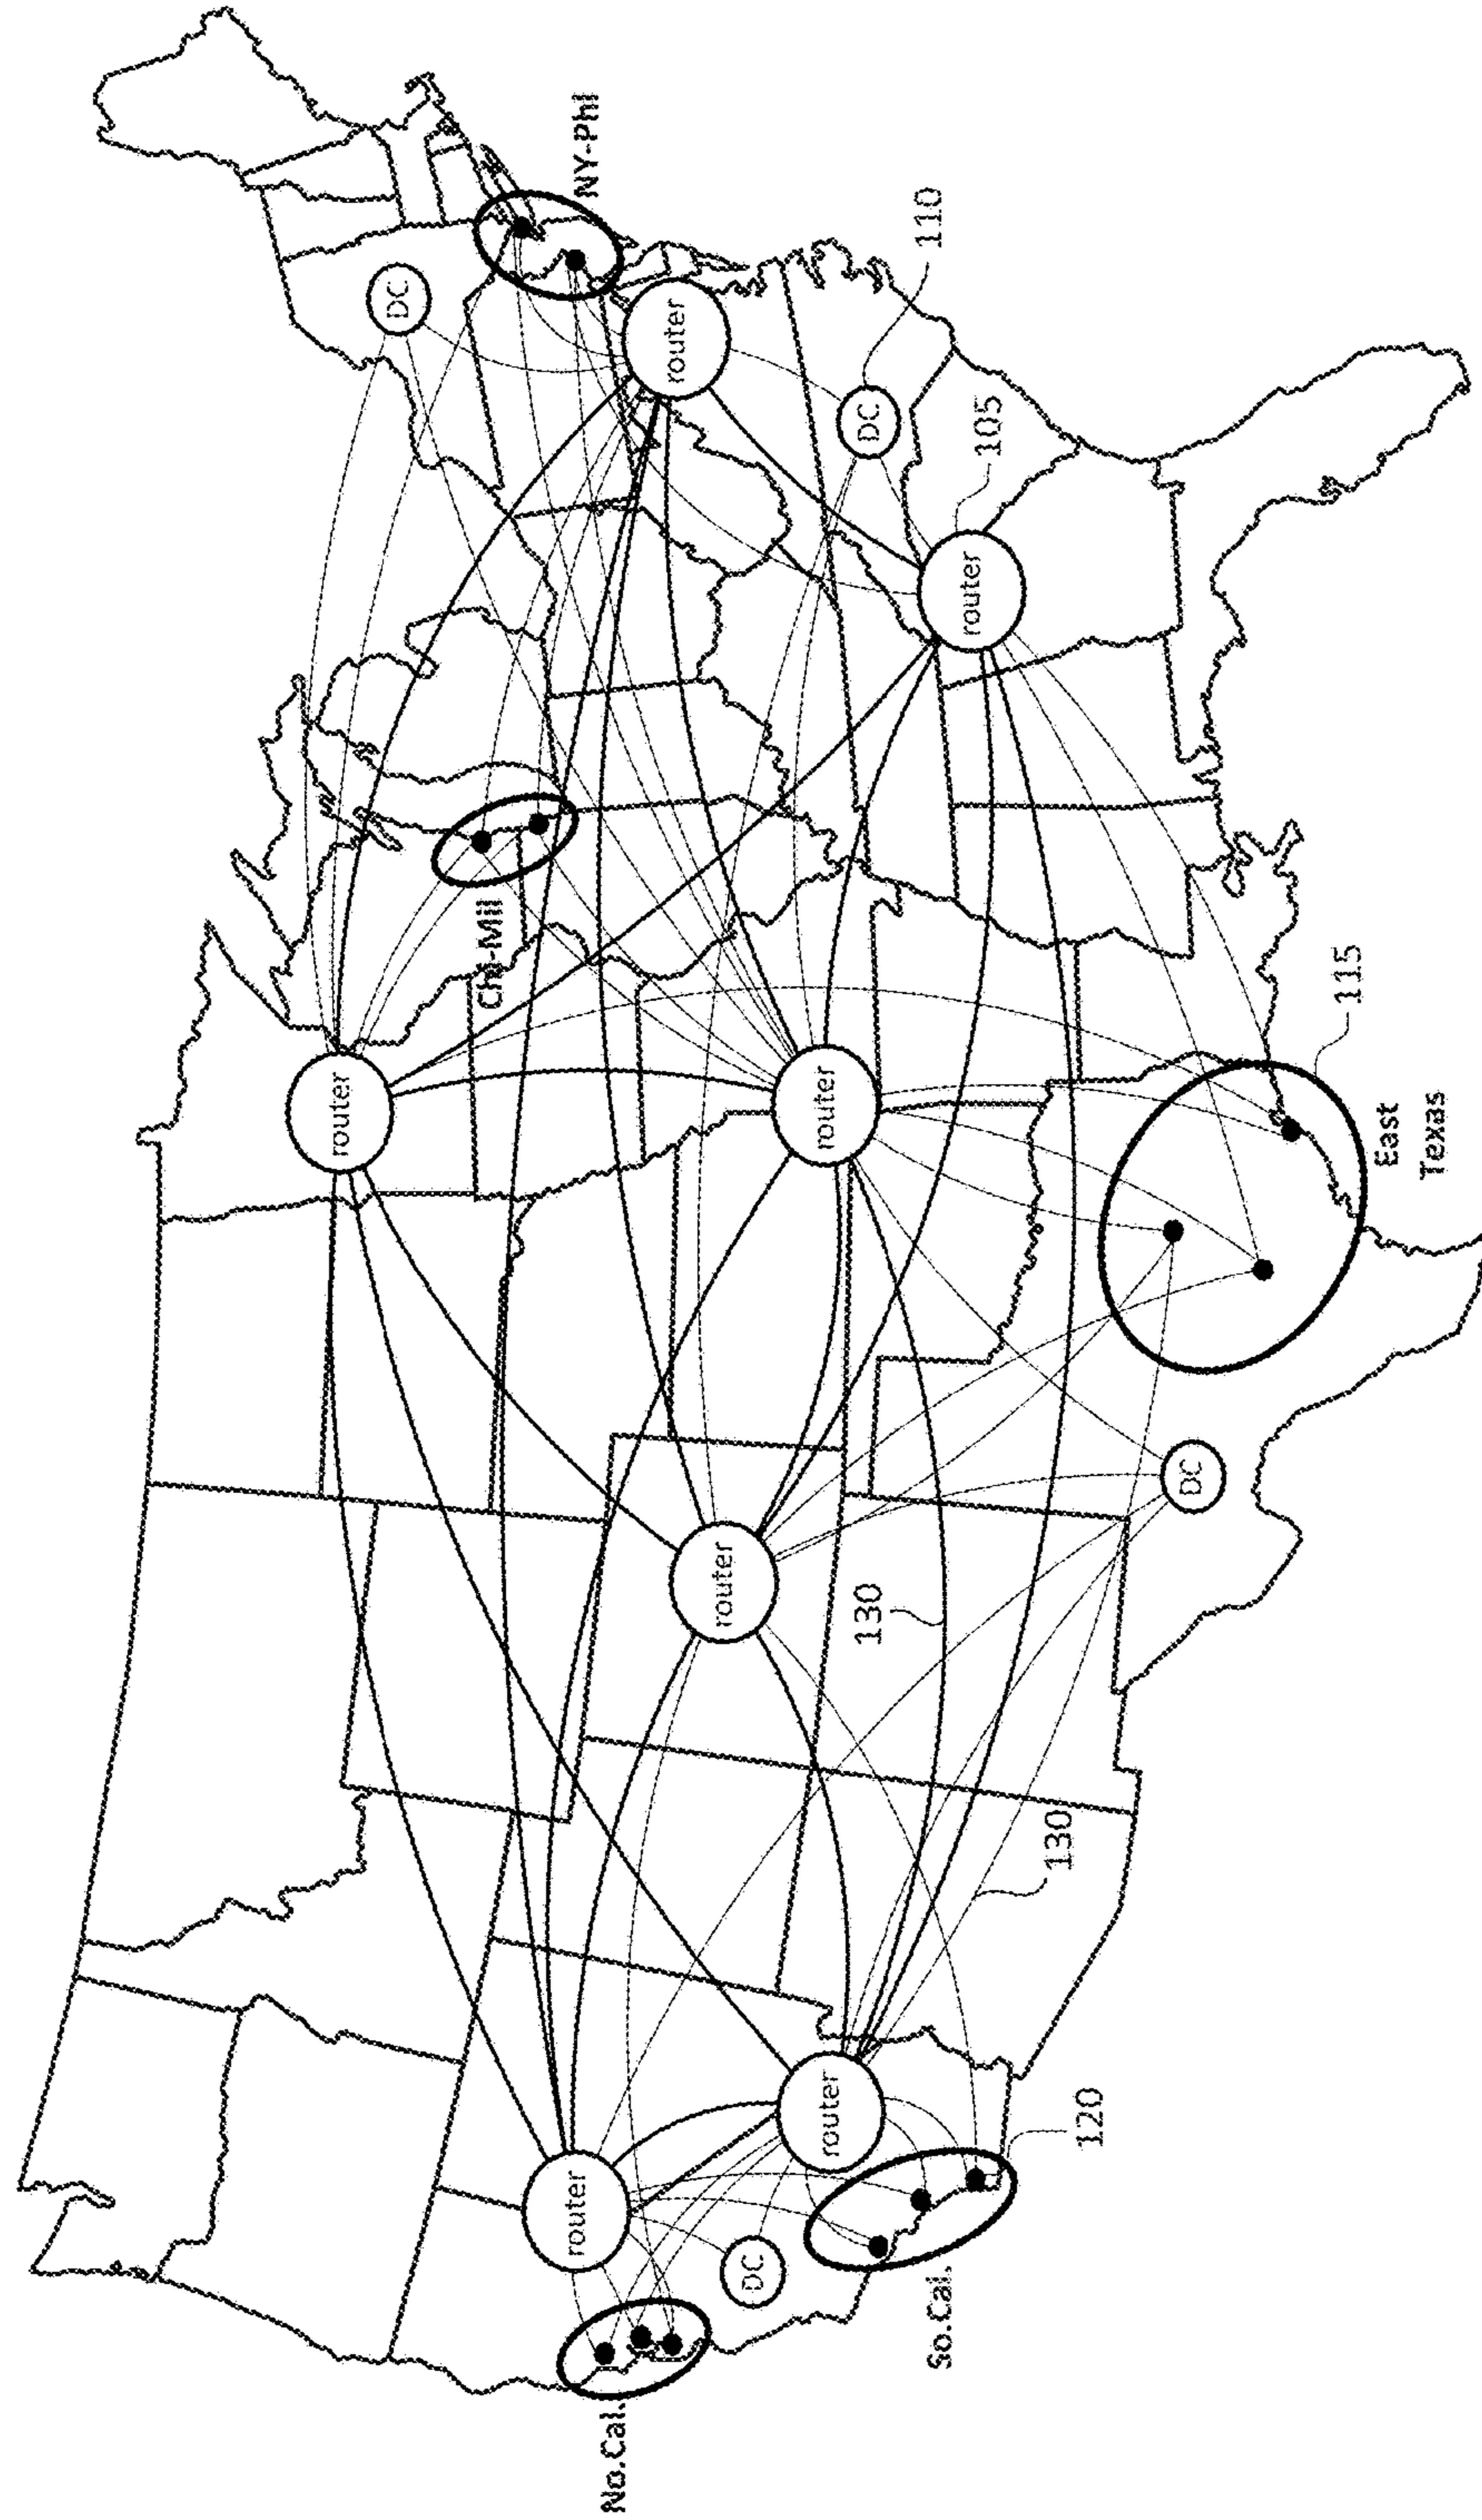 NY-Phl
DC
router
110
DC
105
router
Chi-Mil
router
router
115
East
Texas
DC
router
130
130
router
120
router
DC
So.Cal.
No.Cal.